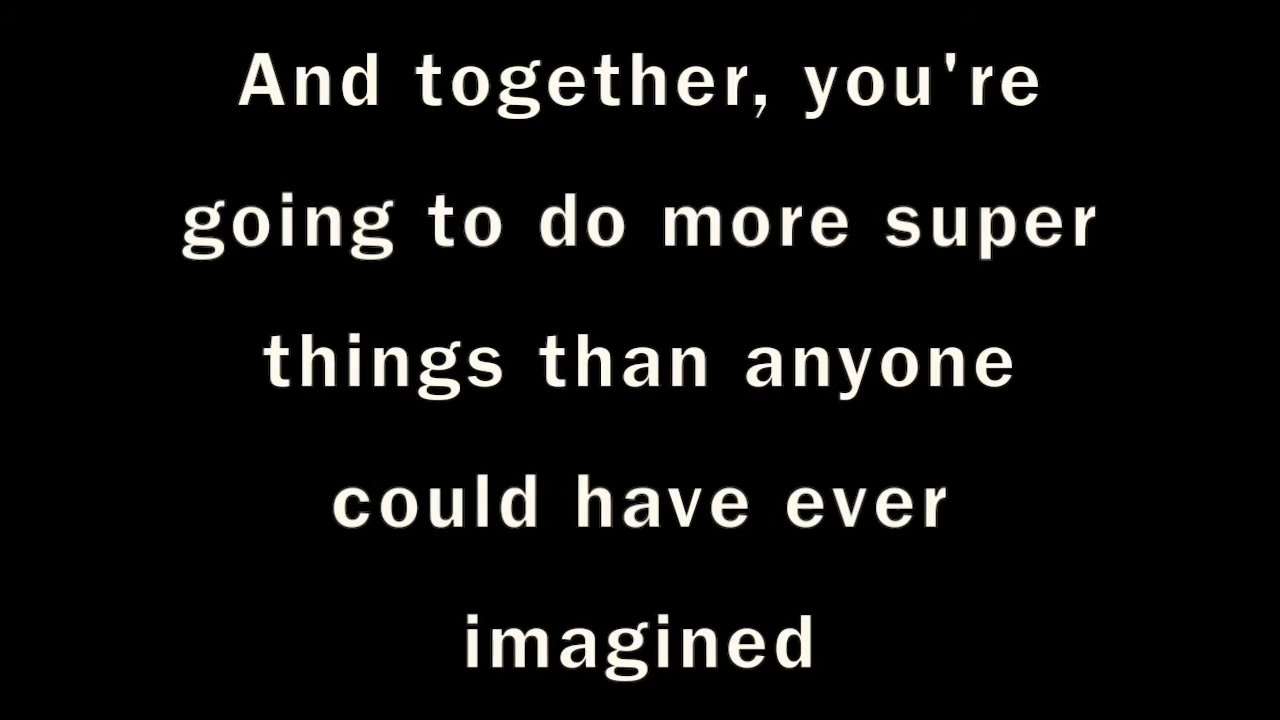 And together, you're
going to do more super
things than anyone
could have ever
imagined